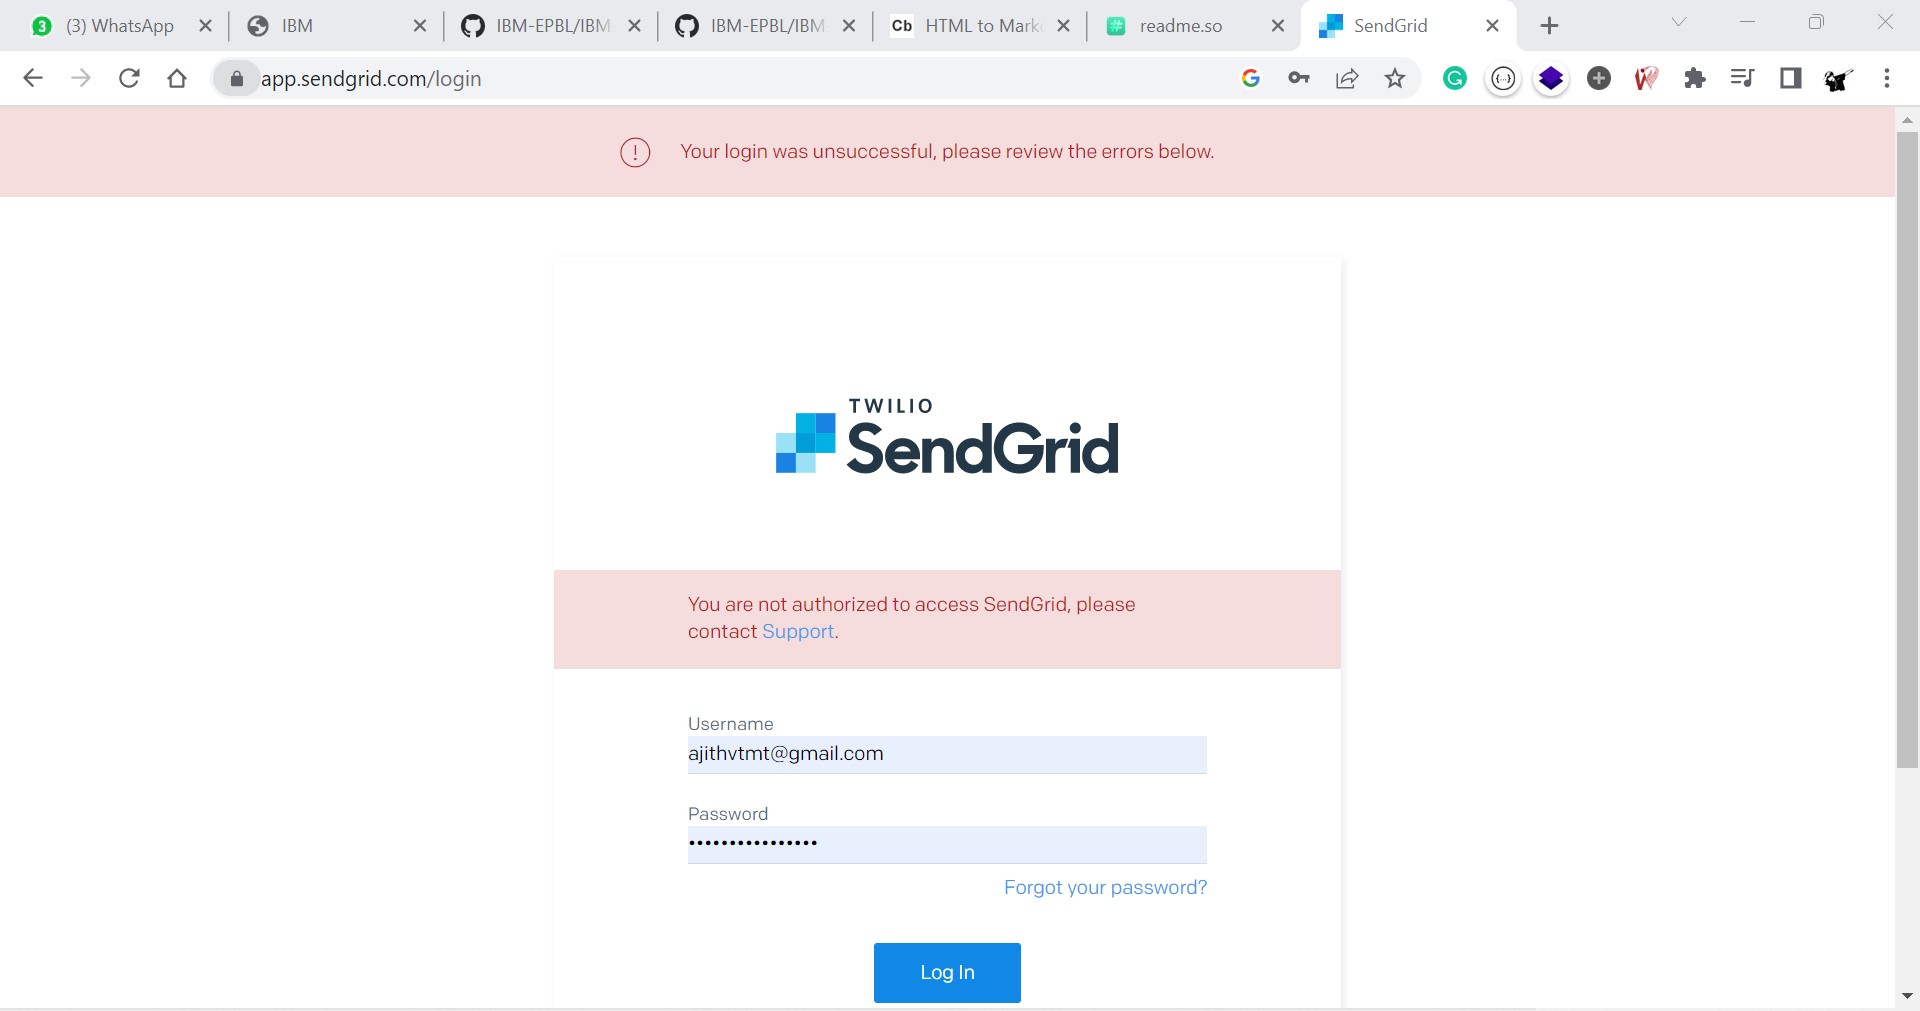 3 (3) WhatsApp
IBM
IBM-EPBL/IBM
IBM-EPBL/IBM
Cb HTML to Mark
readme.so
SendGrid
app.sendgrid.com/login
Your login was unsuccessful, please review the errors below.
TWILIO
SendGrid
You are not authorized to access SendGrid, please
contact Support.
Username
ajithvtmt@gmail.com
Password
••••••••••••••••
Forgot your password?
Log In